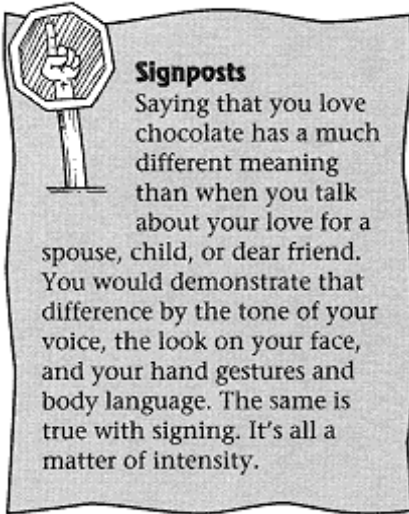 Signposts
Saying that you love
chocolate has a much
different meaning
than when you talk
about your love for a
spouse, child, or dear friend.
You would demonstrate that
difference by the tone of your
voice, the look on your face,
and your hand gestures and
body language. The same is
true with signing. It's all a
matter of intensity.